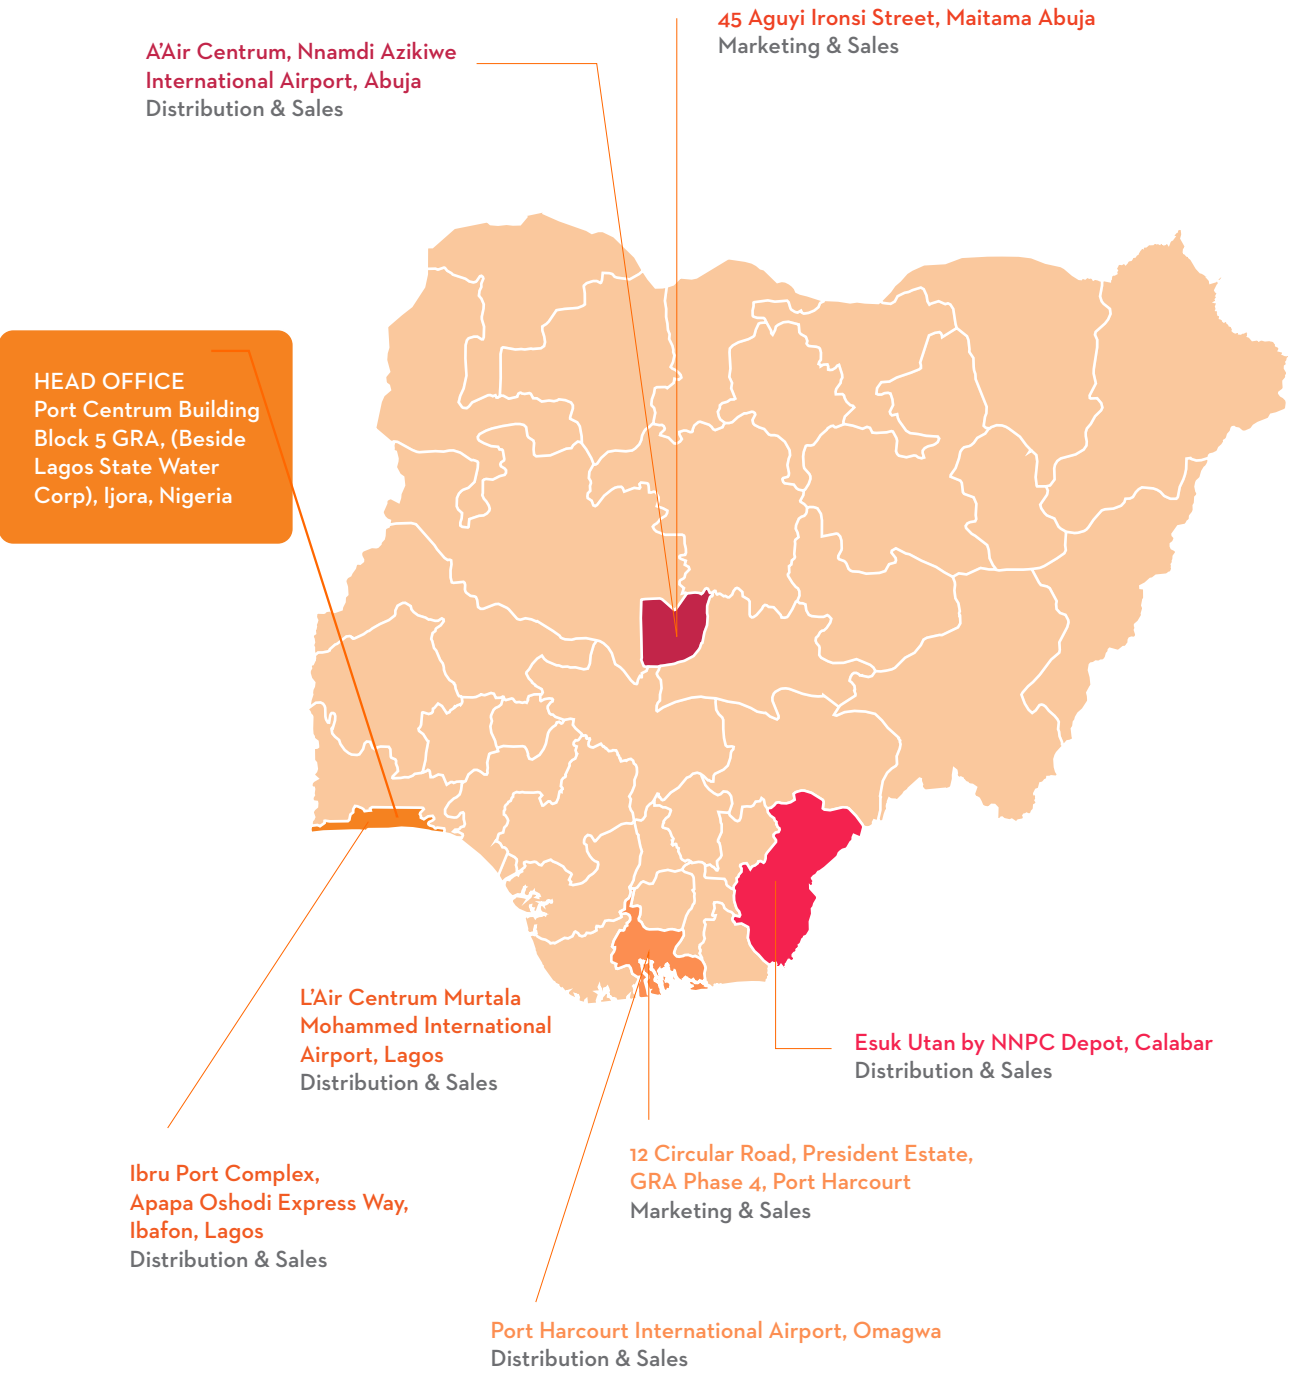 45 Aguyi Ironsi Street, Maitama Abuja
Marketing & Sales
A'Air Centrum, Nnamdi Azikiwe
International Airport, Abuja
Distribution & Sales
HEAD OFFICE
Port Centrum Building
Block 5 GRA, (Beside
Lagos State Water
Corp), Ijora, Nigeria
L'Air Centrum Murtala
Mohammed International
Airport, Lagos
Distribution & Sales
Esuk Utan by NNPC Depot, Calabar
Distribution & Sales
Ibru Port Complex,
Apapa Oshodi Express Way,
Ibafon, Lagos
Distribution & Sales
12 Circular Road, President Estate,
GRA Phase 4, Port Harcourt
Marketing & Sales
Port Harcourt International Airport, Omagwa
Distribution & Sales